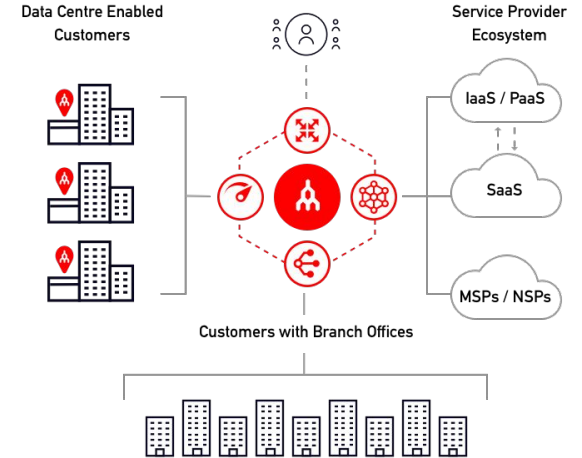 Data Centre Enabled
Customers
Service Provider
Ecosystem
IaaS / PaaS
SaaS
MSPs / NSPs
Customers with Branch Offices